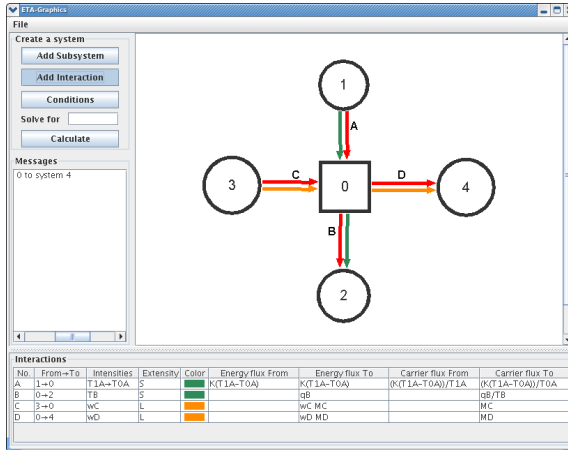 ETA-Graphics
File
Create a system
Add Subsystem
Add Interaction
Conditions
Solve for
Calculate
Messages
0 to system 4
1
A
3
C
0
D
4
B
2
Interactions
No. From→To Intensities Extensity Color Energy flux From Energy flux To Carrier flux From Carrier flux To
A 1→0 T1A→T0A S K(T1A-T0A) K(T1A-T0A) (K(T1A-T0A))/T1A (K(T1A-T0A))/T0A
B 0→2 TB S qB qB/TB
C 3→0 wC L wC MC MC
D 0→4 wD L wD MD MD